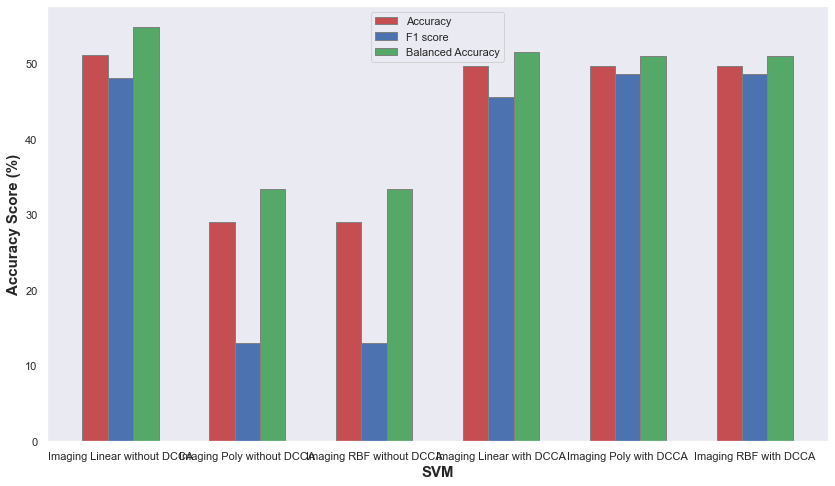 Accuracy
F1 score
Balanced Accuracy
Accuracy Score (%)
50
40
30
20
10
0
Imaging Linear without DCCA
Imaging Poly without DCCA
Imaging RBF without DCCA
Imaging Linear with DCCA
Imaging Poly with DCCA
Imaging RBF with DCCA
SVM